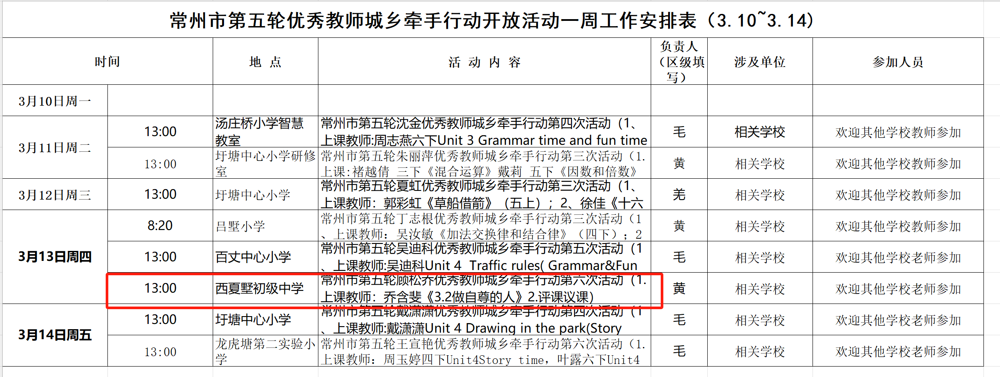 常州市第五轮优秀教师城乡牵手行动开放活动一周工作安排表（3.10~3.14)
时间 地 点 活 动 内 容 负责人（区级填写） 涉及单位 参加人员
3月10日周一
3月11日周二
13:00 汤庄桥小学智慧教室 常州市第五轮沈金优秀教师城乡牵手行动第四次活动（1、 毛 相关学校 欢迎其他学校教师参加
上课教师:周志燕六下Unit 3 Grammar time and fun time
13:00 圩塘中心小学研修室 常州市第五轮朱丽萍优秀教师城乡牵手行动第三次活动（1. 黄 相关学校 欢迎其他学校教师参加
上课:褚越倩 三下《混合运算》戴莉 五下《因数和倍数》
3月12日周三
13:00 圩塘中心小学 常州市第五轮夏虹优秀教师城乡牵手行动第三次活动（1、 羌 相关学校 欢迎其他学校教师参加
上课教师：郭彩虹《草船借箭》（五上）；2、徐佳《十六
3月13日周四
8:20 吕墅小学 常州市第五轮丁志根优秀教师城乡牵手行动第三次活动（1 黄 相关学校 欢迎其他学校教师参加
、上课教师：吴汝敏《加法交换律和结合律》（四下）；2
13:00 百丈中心小学 常州市第五轮吴迪科优秀教师城乡牵手行动第五次活动（1 毛 相关学校 欢迎其他学校老师参加
、上课教师:吴迪科Unit 4  Traffic rules( Grammar&Fun
13:00 西夏墅初级中学 常州市第五轮顾松乔优秀教师城乡牵手行动第六次活动（1. 黄 相关学校 欢迎其他学校老师参加
上课教师：乔含斐《3.2做自尊的人》2.评课议课）
3月14日周五
13:00 圩塘中心小学 常州市第五轮戴潇潇优秀教师城乡牵手行动第四次活动（1 毛 相关学校 欢迎其他学校老师参加
、上课教师:戴潇潇Unit 4 Drawing in the park(Story
13:00 龙虎塘第二实验小学 常州市第五轮王宣艳优秀教师城乡牵手行动第六次活动（1. 毛 相关学校 欢迎其他学校老师参加
上课教师：周玉婷四下Unit4Story time，叶露六下Unit4